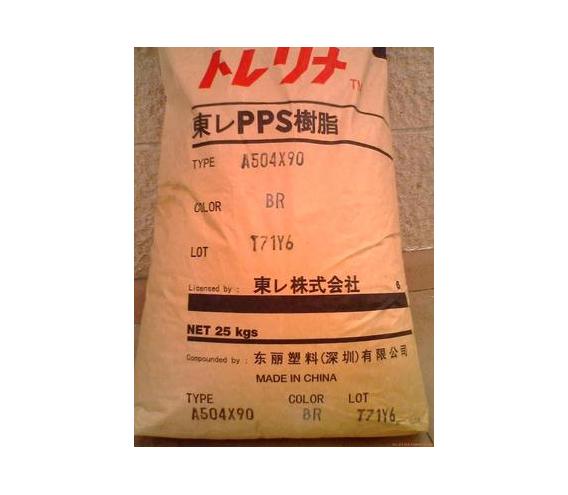 トレリナ
TM
東レPPS樹脂
TYPE A504X90
COLOR BR
LOT T71Y6
Licensed by : 東レ株式会社 6
NET 25 kgs
Compounded by : 东丽塑料(深圳)有限公司
MADE IN CHINA
TYPE COLOR LOT
A504X90 BR T71Y6